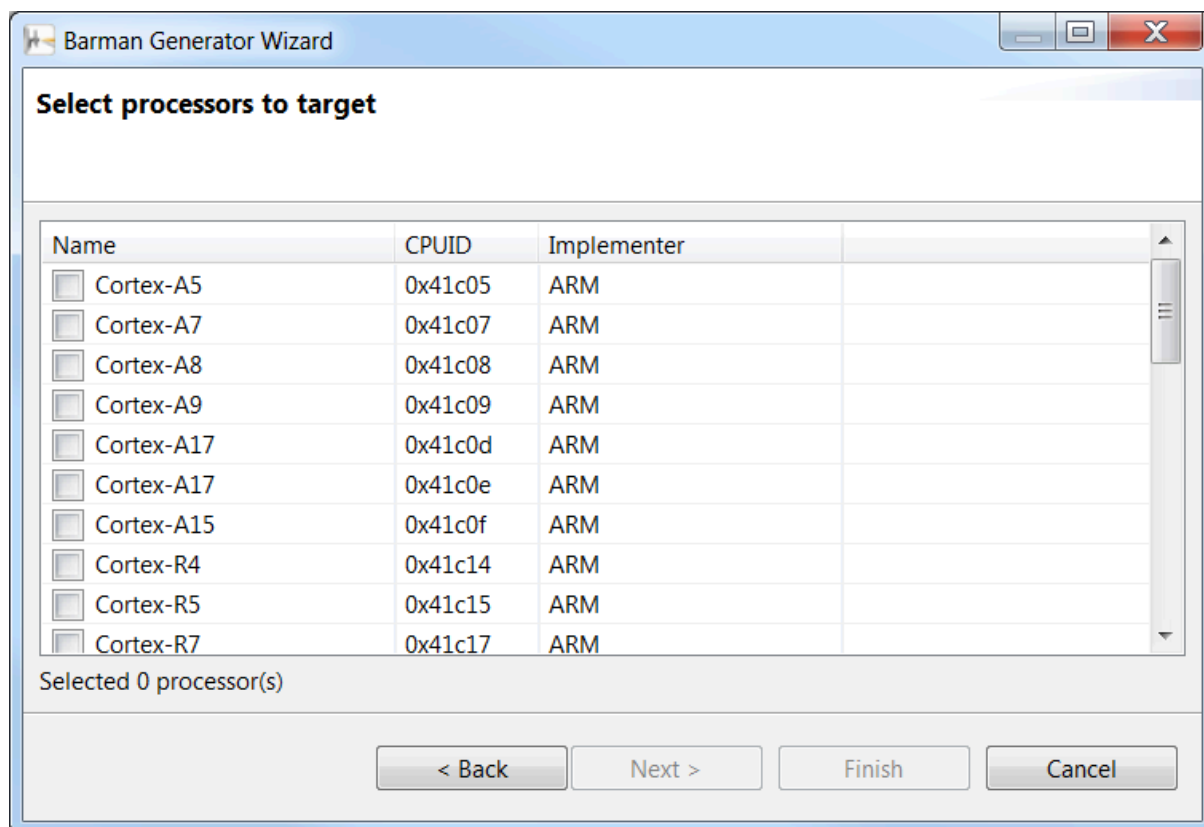 Barman Generator Wizard
Select processors to target
Name CPUID Implementer
Cortex-A5 0x41c05 ARM
Cortex-A7 0x41c07 ARM
Cortex-A8 0x41c08 ARM
Cortex-A9 0x41c09 ARM
Cortex-A17 0x41c0d ARM
Cortex-A17 0x41c0e ARM
Cortex-A15 0x41c0f ARM
Cortex-R4 0x41c14 ARM
Cortex-R5 0x41c15 ARM
Cortex-R7 0x41c17 ARM
Selected 0 processor(s)
< Back Next > Finish Cancel